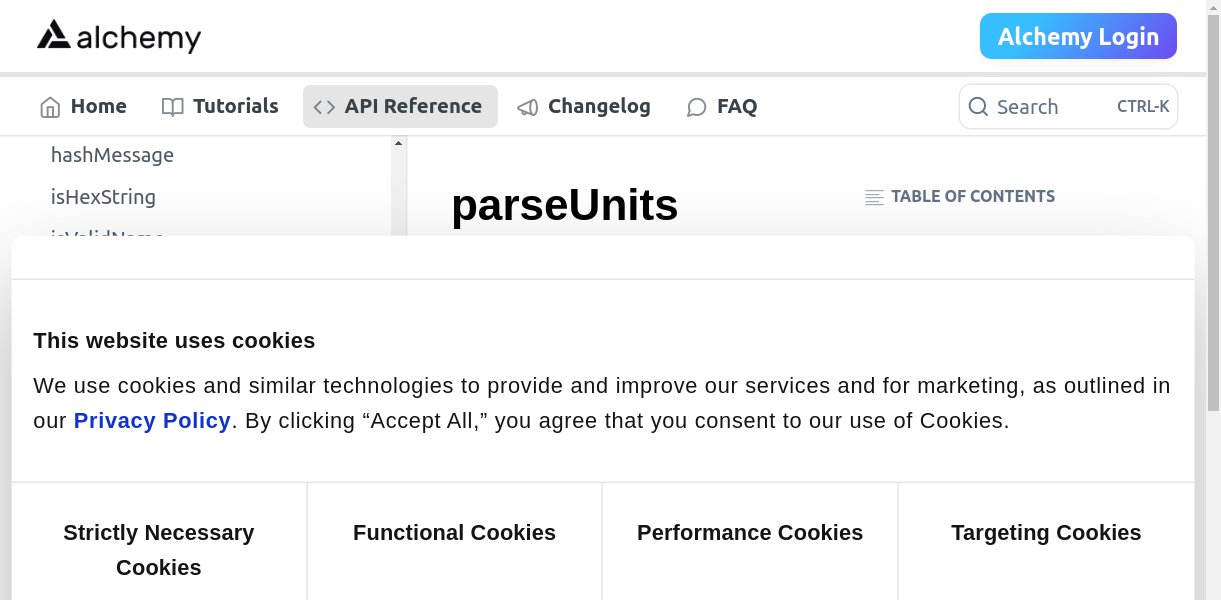 alchemy
Alchemy Login
Home
Tutorials
API Reference
Changelog
FAQ
Search
CTRL-K
hashMessage
isHexString
isValidName
parseUnits
TABLE OF CONTENTS
This website uses cookies
We use cookies and similar technologies to provide and improve our services and for marketing, as outlined in
our Privacy Policy. By clicking “Accept All,” you agree that you consent to our use of Cookies.
Strictly Necessary
Cookies
Functional Cookies
Performance Cookies
Targeting Cookies